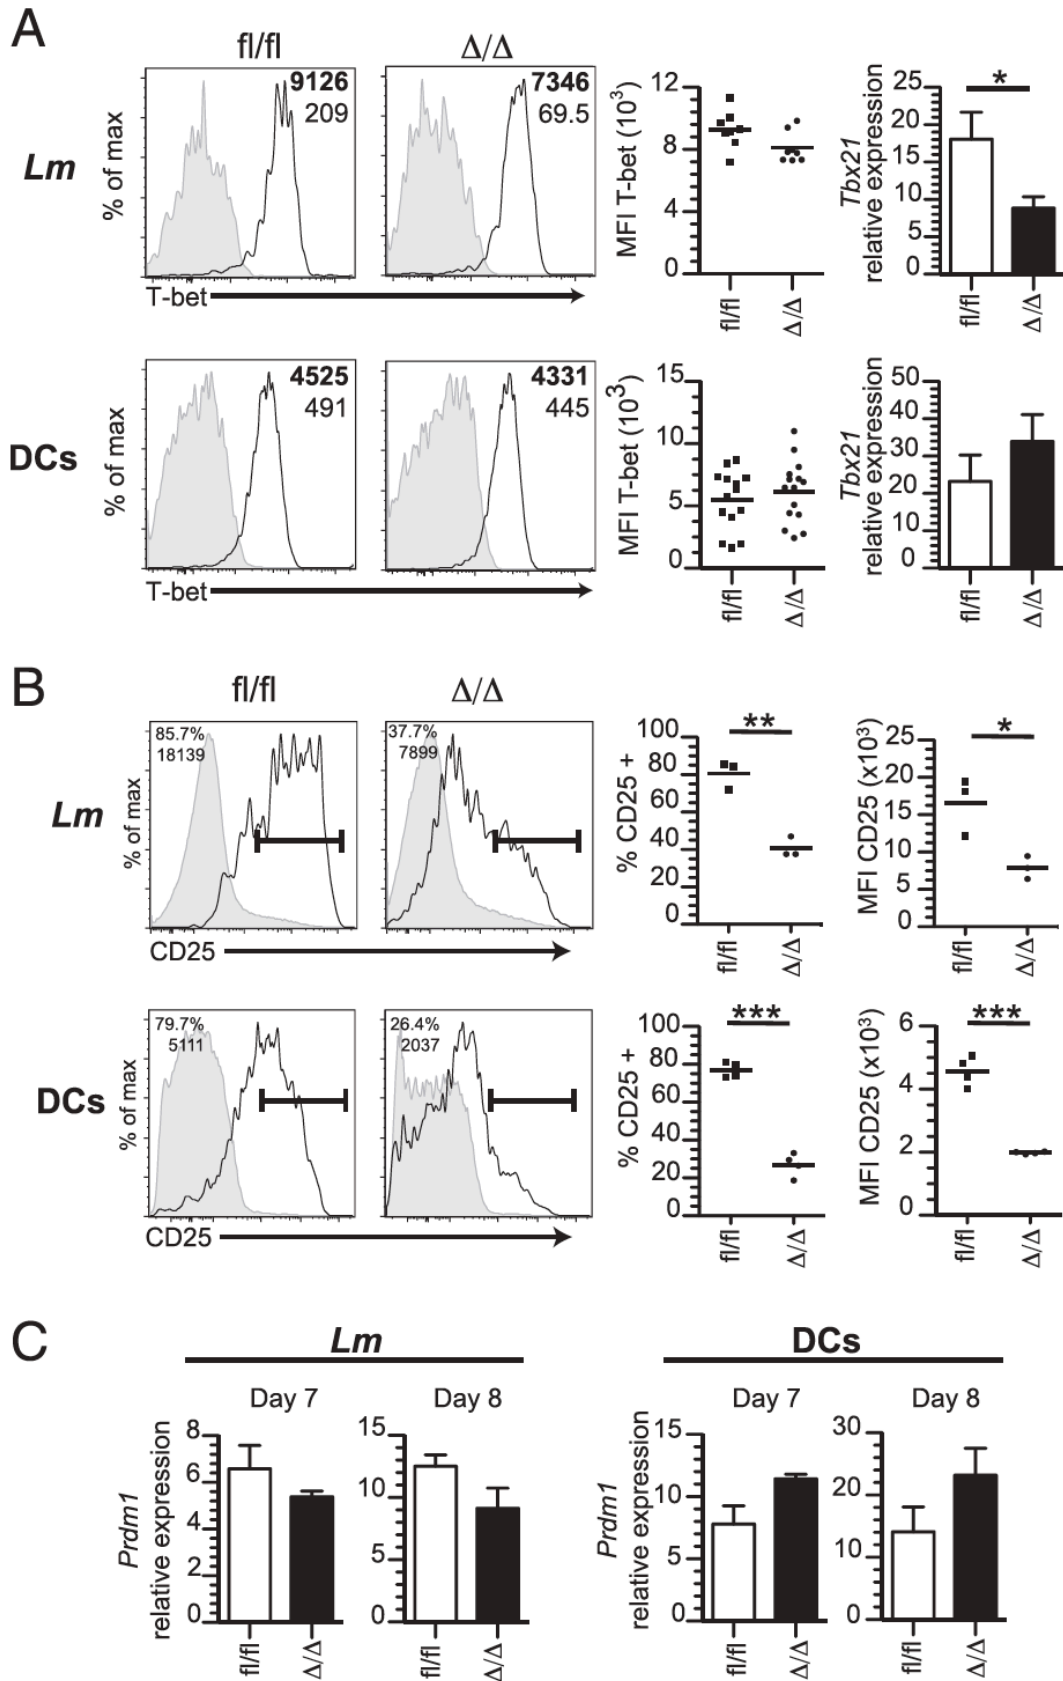 A
fl/fl
Δ/Δ
Lm
% of max
9126
209
T-bet
7346
69.5
MFI T-bet (10³)
12
8
4
0
fl/fl
Δ/Δ
Tbx21
relative expression
25
20
15
10
5
0
*
fl/fl
Δ/Δ
DCs
% of max
4525
491
T-bet
4331
445
MFI T-bet (10³)
15
10
5
0
fl/fl
Δ/Δ
Tbx21
relative expression
50
40
30
20
10
0
fl/fl
Δ/Δ
B
fl/fl
Δ/Δ
Lm
% of max
85.7%
18139
CD25
37.7%
7899
% CD25 +
100
80
60
40
20
0
**
fl/fl
Δ/Δ
MFI CD25 (x10³)
25
20
15
10
5
0
*
fl/fl
Δ/Δ
DCs
% of max
79.7%
5111
CD25
26.4%
2037
% CD25 +
100
80
60
40
20
0
***
fl/fl
Δ/Δ
MFI CD25 (x10³)
6
4
2
0
***
fl/fl
Δ/Δ
C
Lm
DCs
Day 7
Prdm1
relative expression
8
6
4
2
0
fl/fl
Δ/Δ
Day 8
15
10
5
0
fl/fl
Δ/Δ
Day 7
Prdm1
relative expression
15
10
5
0
fl/fl
Δ/Δ
Day 8
30
20
10
0
fl/fl
Δ/Δ